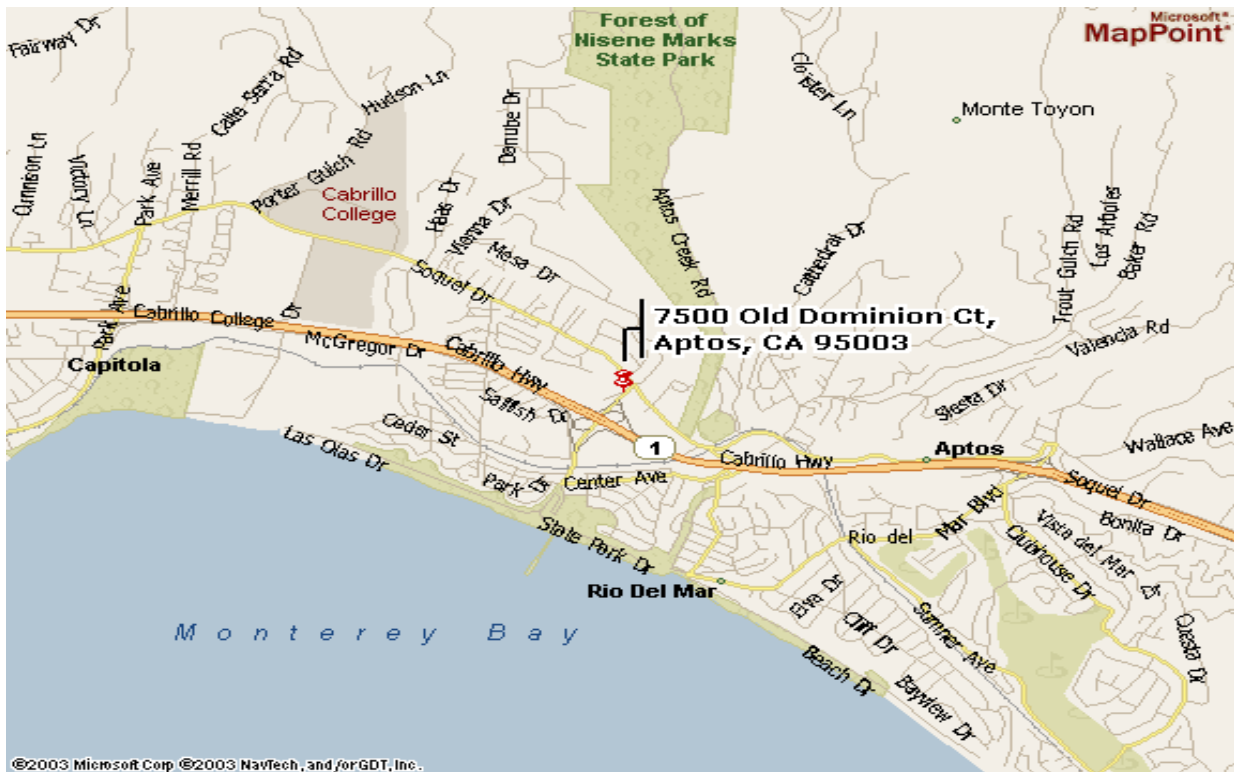 Microsoft®
MapPoint®
Forest of
Nisene Marks
State Park
Fairway Dr
Calle Serra Rd
Hudson Ln
Danube Dr
Cloister Ln
Monte Toyon
Cunnison Ln
Victory Ln
Park Ave
Merrill Rd
Porter Gulch Rd
Cabrillo
College
Haas Dr
Vienna Dr
Mesa Dr
Aptos Creek Rd
Cathedral Dr
Trout Gulch Rd
Los Arboles
Baker Rd
Soquel Dr
7500 Old Dominion Ct,
Aptos, CA 95003
Park Ave
Cabrillo College Dr
McGregor Dr
Cabrillo Hwy
Valencia Rd
Capitola
Sailfish Dr
Siesta Dr
Las Olas Dr
Cedar St
1
Cabrillo Hwy
Aptos
Wallace Ave
Park Dr
Center Ave
Soquel Dr
Bonita Dr
State Park Dr
Rio del
Mar Blvd
Clubhouse Dr
Vista del Mar Dr
Rio Del Mar
Elva Dr
Cliff Dr
Sumner Ave
Questa Dr
Monterey Bay
Beach Dr
Bayview Dr
©2003 Microsoft Corp ©2003 NavTech, and/or GDT, Inc.